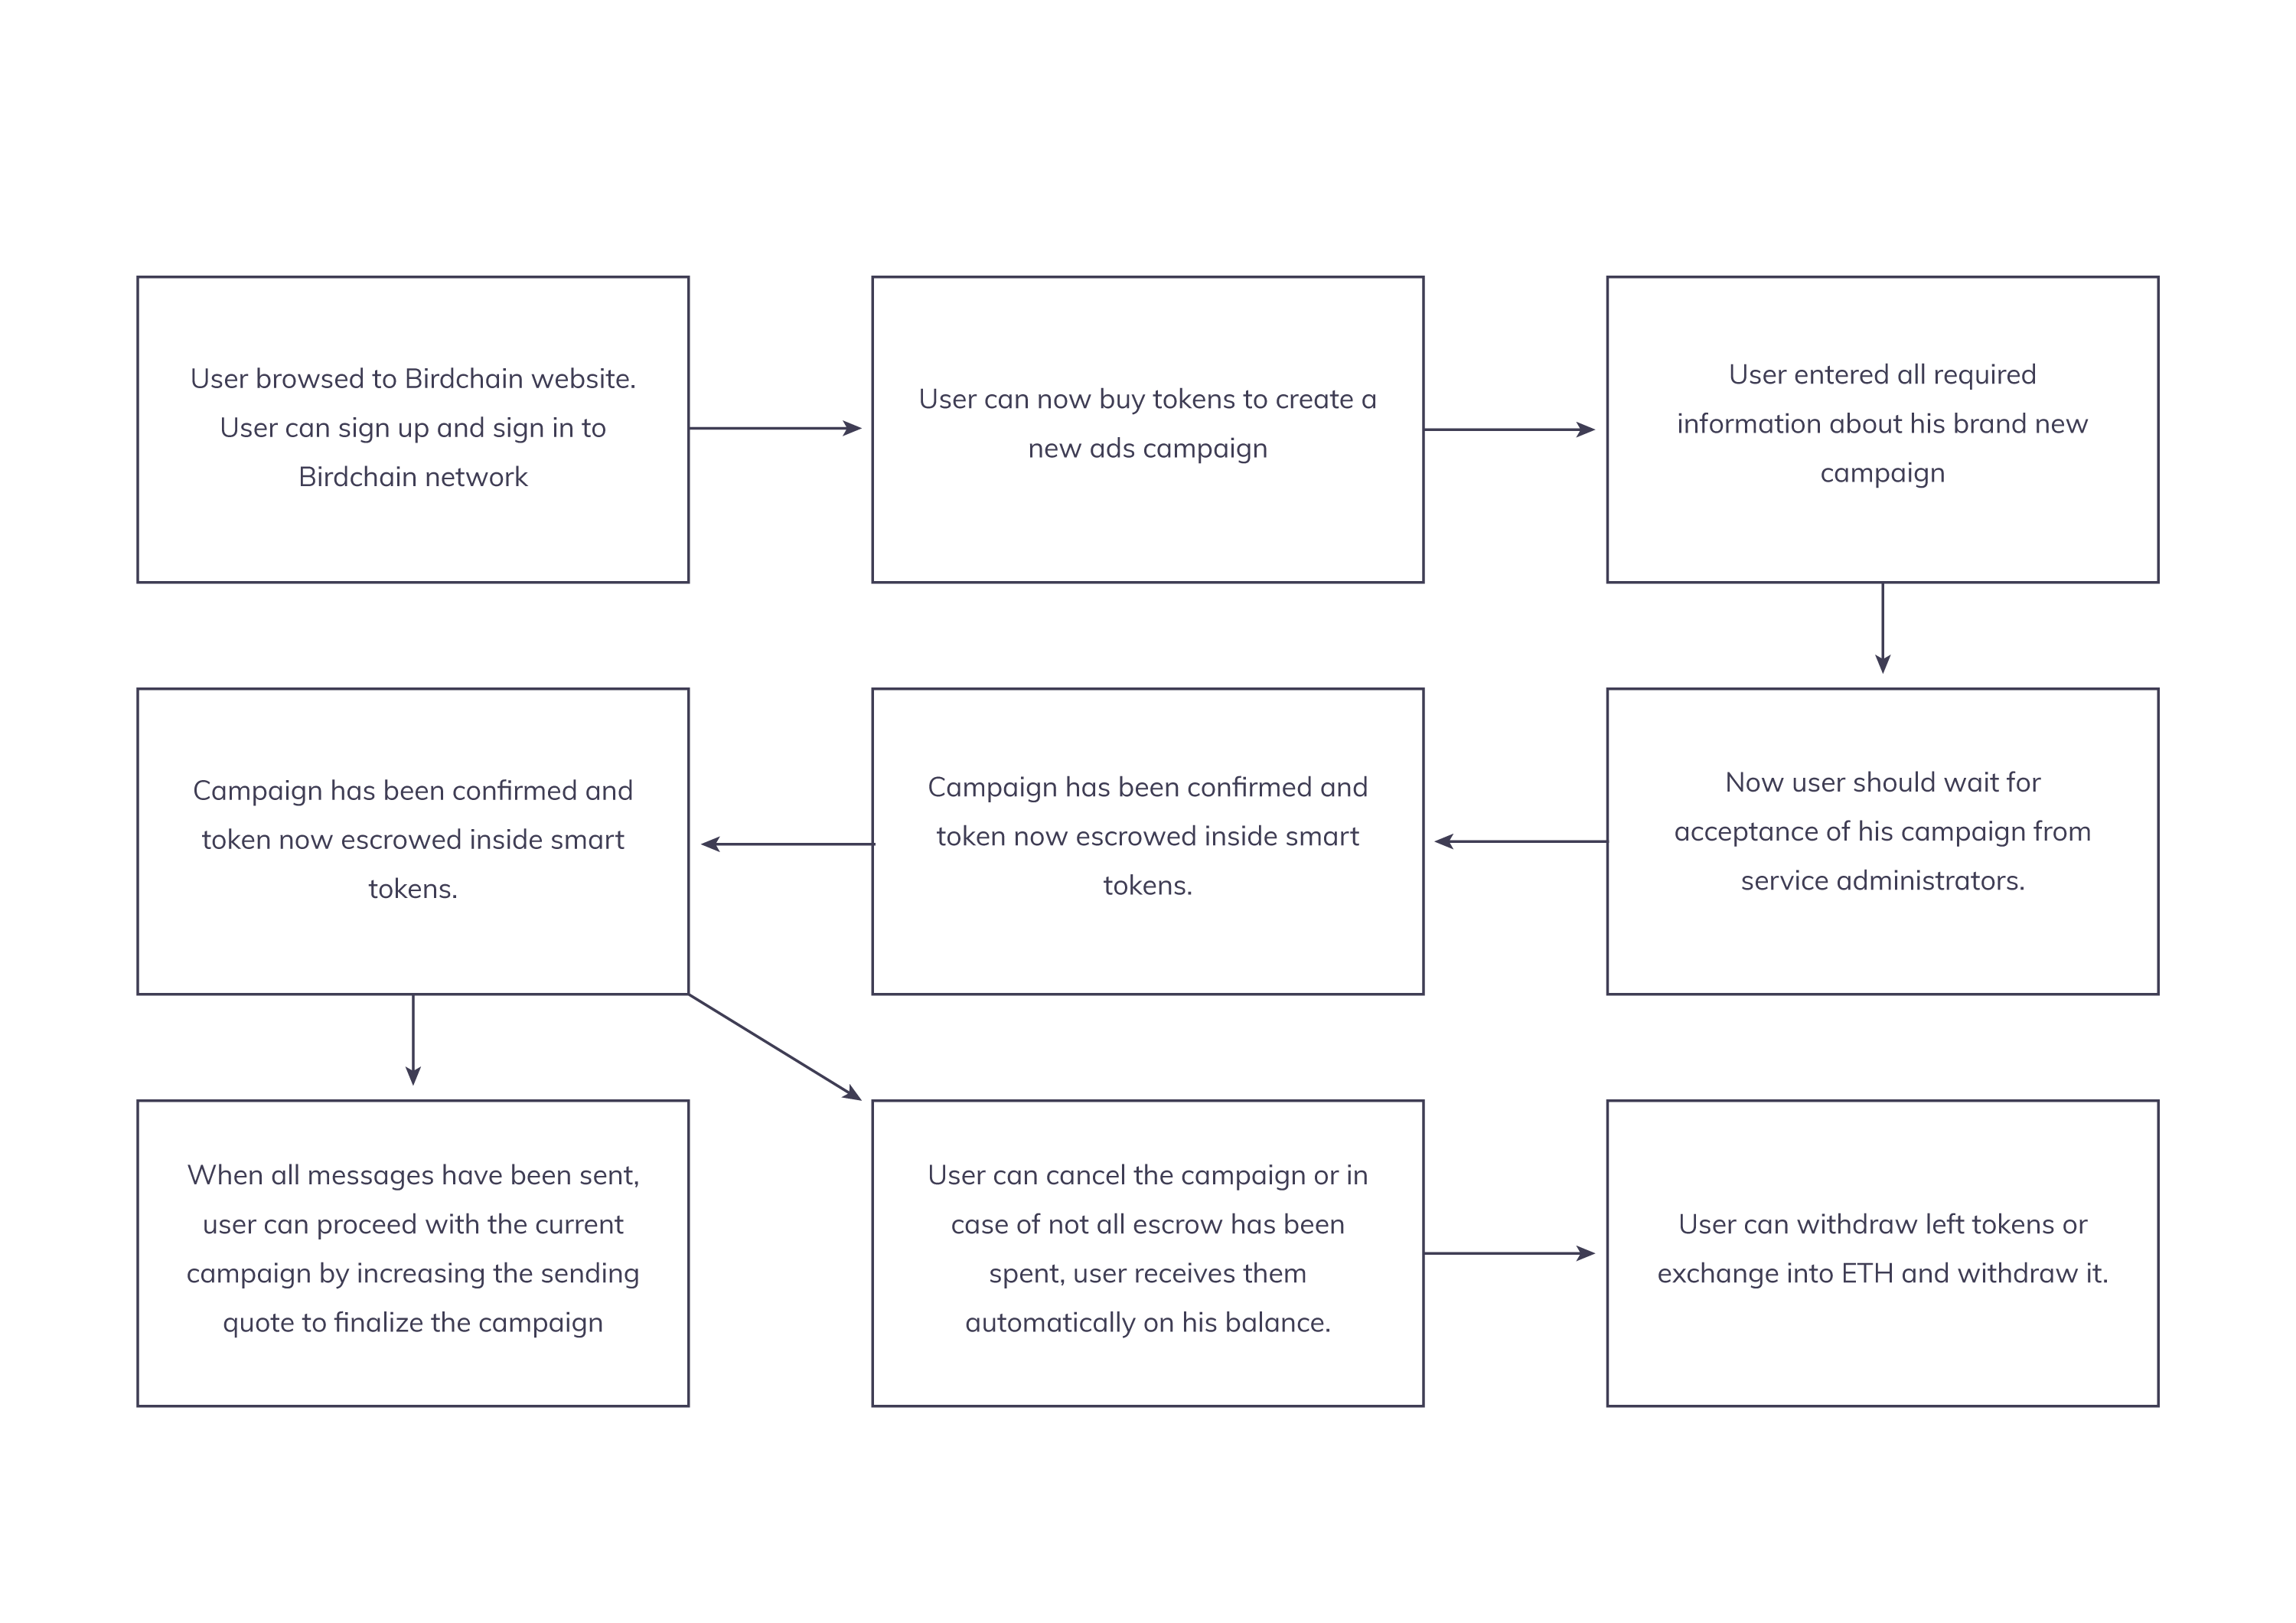 User browsed to Birdchain website.
User can sign up and sign in to
Birdchain network
User can now buy tokens to create a
new ads campaign
User entered all required
information about his brand new
campaign
Now user should wait for
acceptance of his campaign from
service administrators.
Campaign has been confirmed and
token now escrowed inside smart
tokens.
Campaign has been confirmed and
token now escrowed inside smart
tokens.
When all messages have been sent,
user can proceed with the current
campaign by increasing the sending
quote to finalize the campaign
User can cancel the campaign or in
case of not all escrow has been
spent, user receives them
automatically on his balance.
User can withdraw left tokens or
exchange into ETH and withdraw it.